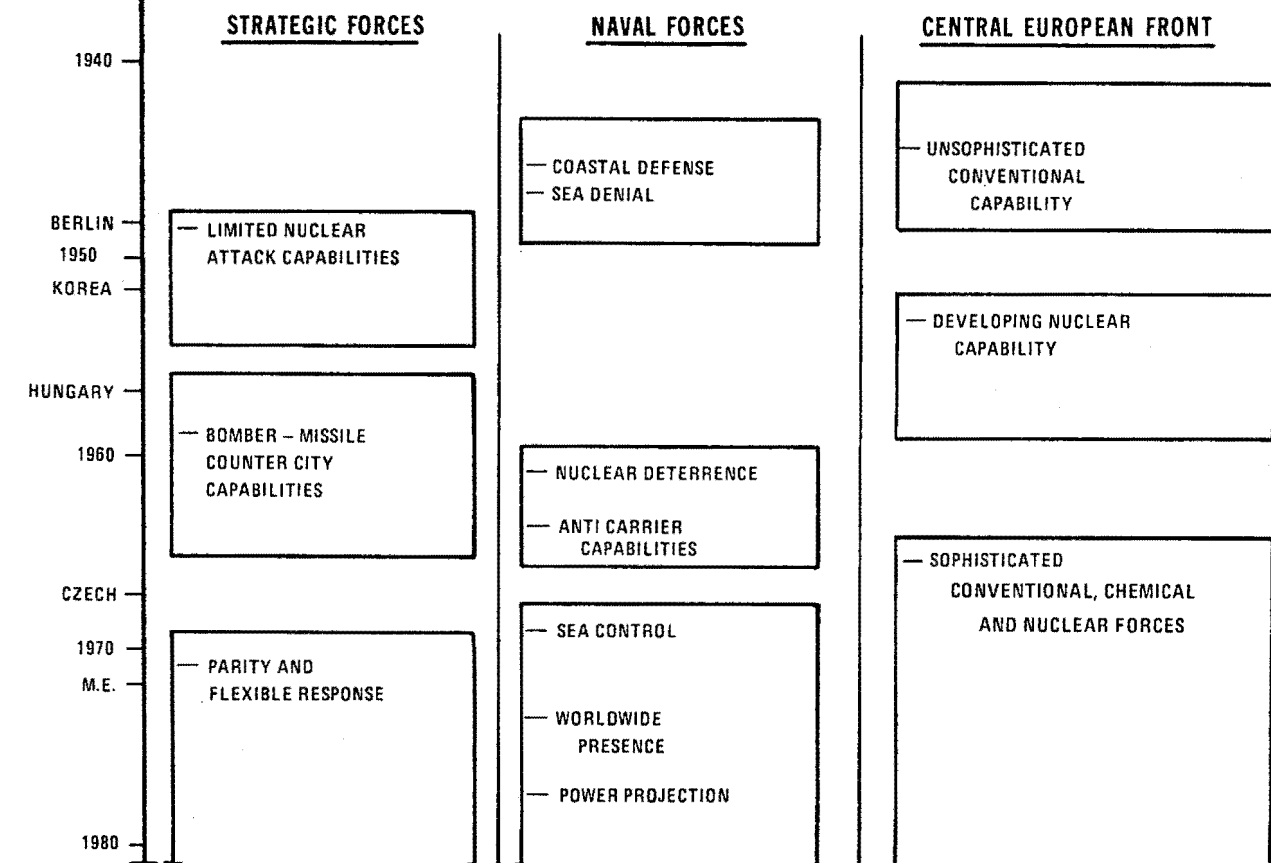 STRATEGIC FORCES
NAVAL FORCES
CENTRAL EUROPEAN FRONT
1940
BERLIN
1950
KOREA
HUNGARY
1960
CZECH
1970
M.E.
1980
— LIMITED NUCLEAR
ATTACK CAPABILITIES
— BOMBER – MISSILE
COUNTER CITY
CAPABILITIES
— PARITY AND
FLEXIBLE RESPONSE
— COASTAL DEFENSE
— SEA DENIAL
— NUCLEAR DETERRENCE
— ANTI CARRIER
CAPABILITIES
— SEA CONTROL
— WORLDWIDE
PRESENCE
— POWER PROJECTION
— UNSOPHISTICATED
CONVENTIONAL
CAPABILITY
— DEVELOPING NUCLEAR
CAPABILITY
— SOPHISTICATED
CONVENTIONAL, CHEMICAL
AND NUCLEAR FORCES